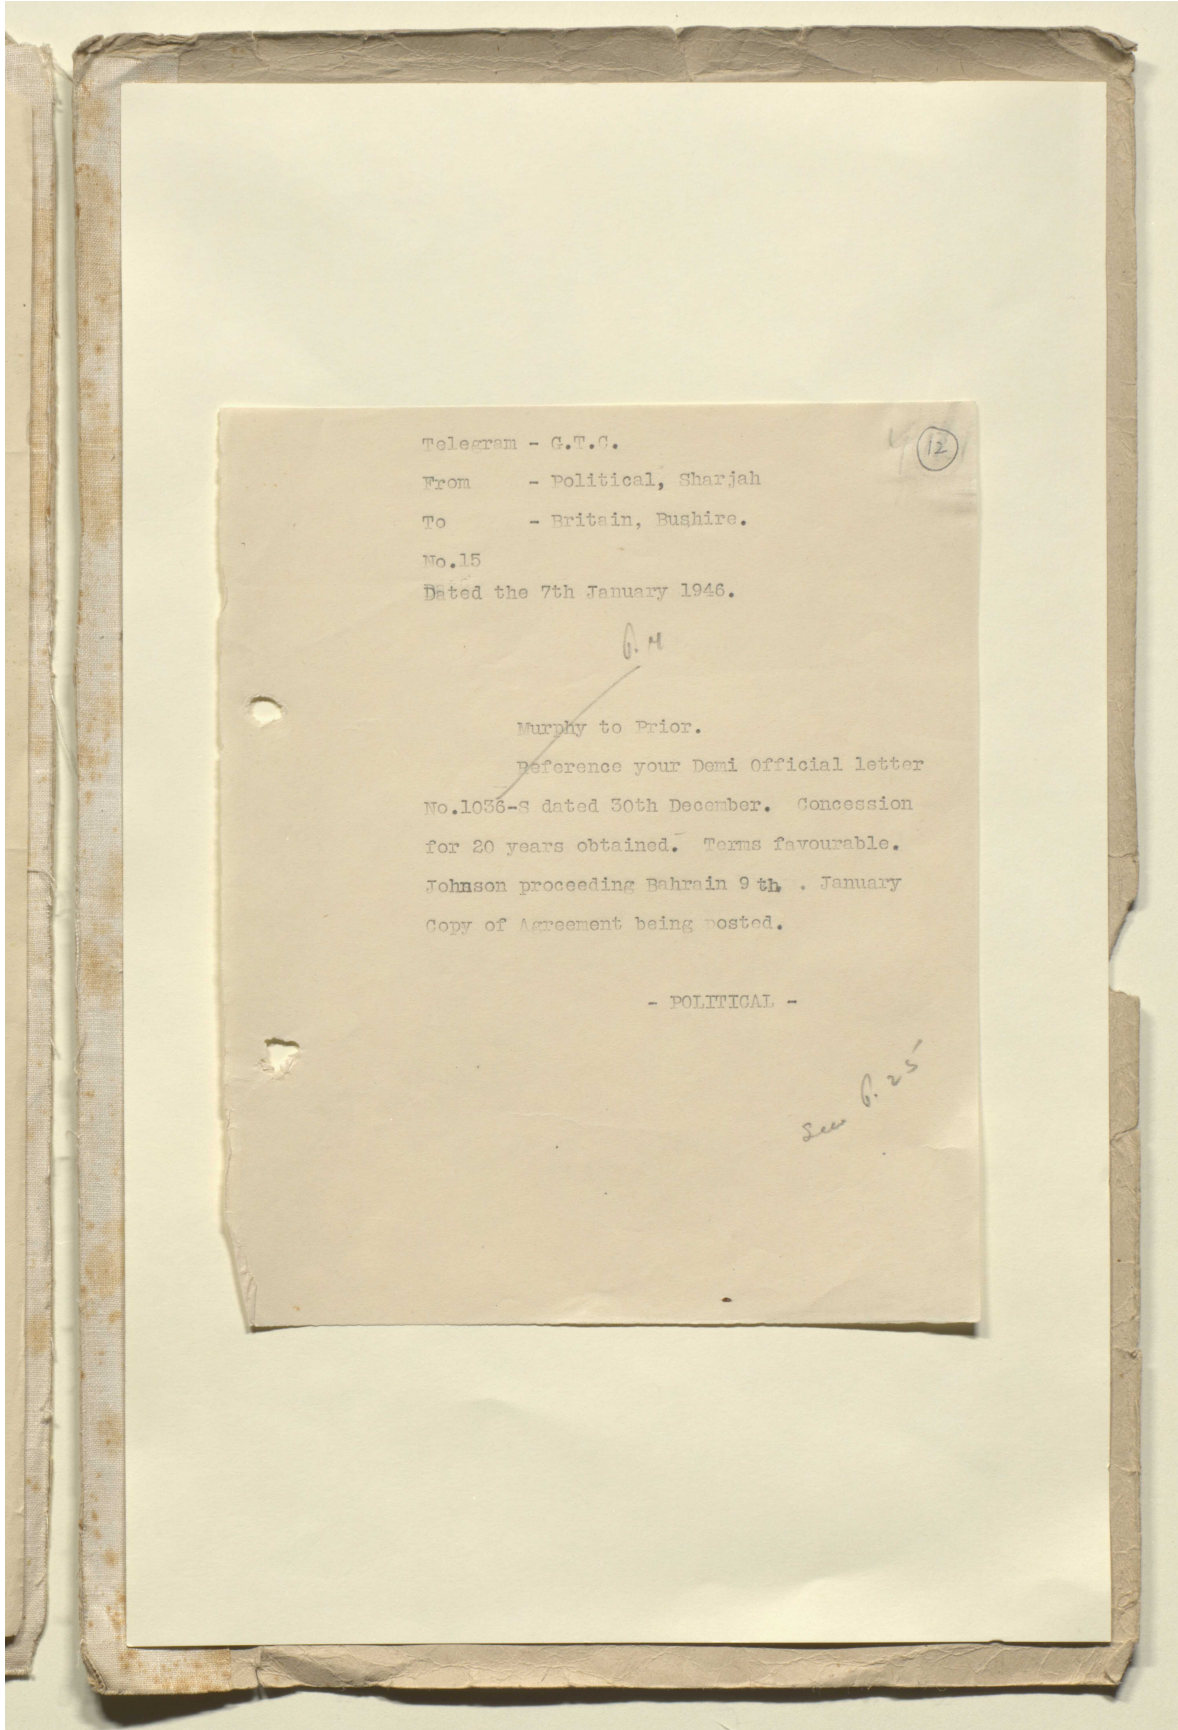 12
Telegram - G.T.C.
From - Political, Sharjah
To - Britain, Bushire.
No.15
Dated the 7th January 1946.
Murphy to Prior.
Reference your Demi Official letter
No.1036-S dated 30th December. Concession
for 20 years obtained. Terms favourable.
Johnson proceeding Bahrain 9th . January
Copy of Agreement being posted.
- POLITICAL -
See P. 25